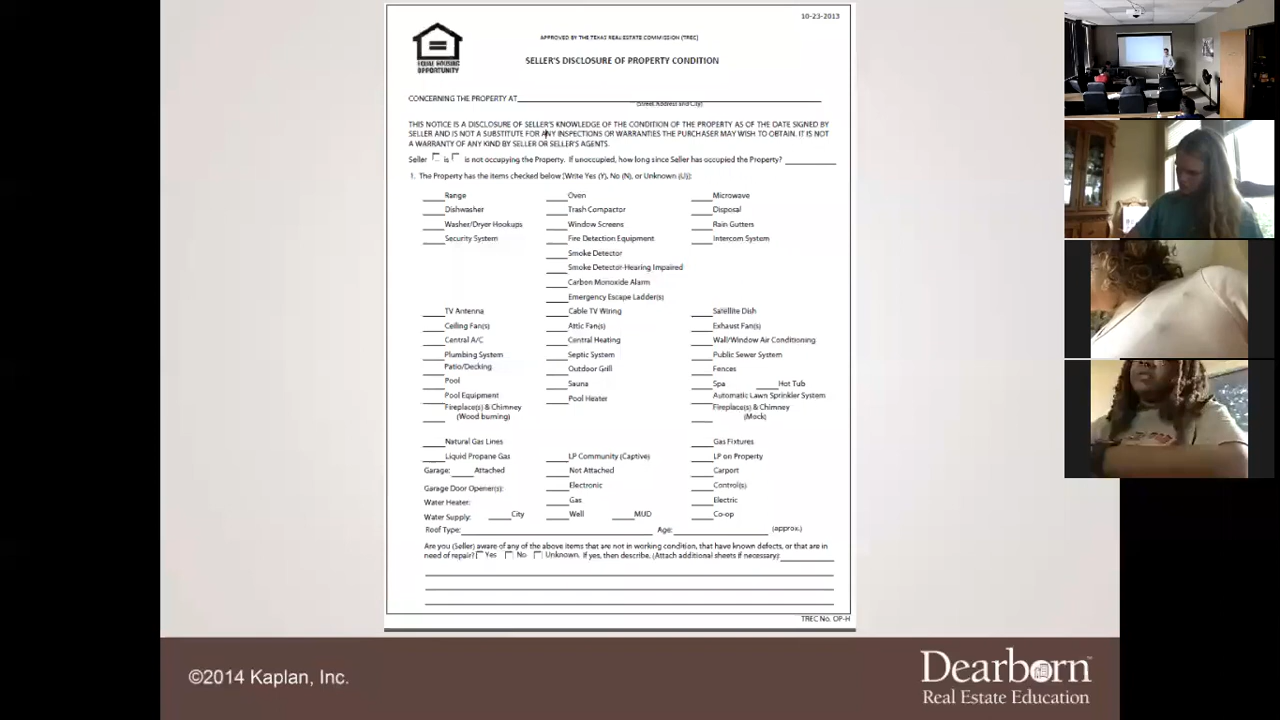 10-23-2013
APPROVED BY THE TEXAS REAL ESTATE COMMISSION (TREC)
EQUAL HOUSING
OPPORTUNITY
SELLER'S DISCLOSURE OF PROPERTY CONDITION
CONCERNING THE PROPERTY AT
(Street Address and City)
THIS NOTICE IS A DISCLOSURE OF SELLER'S KNOWLEDGE OF THE CONDITION OF THE PROPERTY AS OF THE DATE SIGNED BY
SELLER AND IS NOT A SUBSTITUTE FOR ANY INSPECTIONS OR WARRANTIES THE PURCHASER MAY WISH TO OBTAIN. IT IS NOT
A WARRANTY OF ANY KIND BY SELLER OR SELLER'S AGENTS.
Seller is is not occupying the Property. If unoccupied, how long since Seller has occupied the Property?
1. The Property has the items checked below [Write Yes (Y), No (N), or Unknown (U)]:
Range Oven Microwave
Dishwasher Trash Compactor Disposal
Washer/Dryer Hookups Window Screens Rain Gutters
Security System Fire Detection Equipment Intercom System
Smoke Detector
Smoke Detector-Hearing Impaired
Carbon Monoxide Alarm
Emergency Escape Ladder(s)
TV Antenna Cable TV Wiring Satellite Dish
Ceiling Fan(s) Attic Fan(s) Exhaust Fan(s)
Central A/C Central Heating Wall/Window Air Conditioning
Plumbing System Septic System Public Sewer System
Patio/Decking Outdoor Grill Fences
Pool Sauna Spa Hot Tub
Pool Equipment Pool Heater Automatic Lawn Sprinkler System
Fireplace(s) & Chimney Fireplace(s) & Chimney
(Wood burning) (Mock)
Natural Gas Lines Gas Fixtures
Liquid Propane Gas LP Community (Captive) LP on Property
Garage: Attached Not Attached Carport
Garage Door Opener(s): Electronic Control(s)
Water Heater: Gas Electric
Water Supply: City Well MUD Co-op
Roof Type: Age: (approx.)
Are you (Seller) aware of any of the above items that are not in working condition, that have known defects, or that are in
need of repair? Yes No Unknown. If yes, then describe. (Attach additional sheets if necessary):
TREC No. OP-H
©2014 Kaplan, Inc.
Dearborn
Real Estate Education